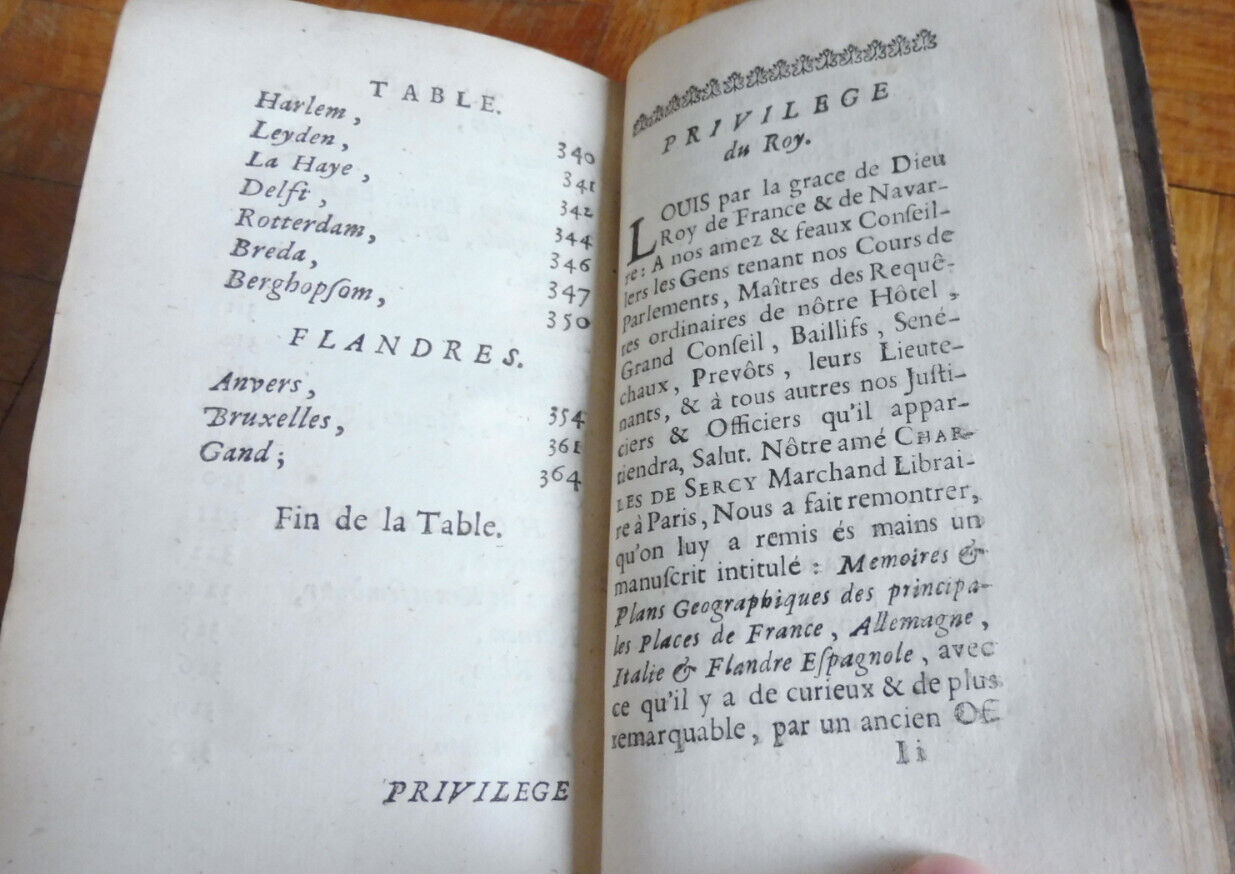 TABLE.
Harlem, 340
Leyden, 341
La Haye, 342
Delft, 344
Rotterdam, 346
Breda, 347
Berghopſom, 350
FLANDRES.
Anvers, 354
Bruxelles, 361
Gand; 364
Fin de la Table.
PRIVILEGE
PRIVILEGE
du Roy.
LOUIS par la grace de Dieu
Roy de France & de Navar-
re: A nos amez & feaux Conſeil-
lers les Gens tenant nos Cours de
Parlements, Maîtres des Requê-
tes ordinaires de nôtre Hôtel,
Grand Conſeil, Baillifs, Sené-
chaux, Prevôts, leurs Lieute-
nants, & à tous autres nos Juſti-
ciers & Officiers qu'il appar-
tiendra, Salut. Nôtre amé CHAR-
LES DE SERCY Marchand Librai-
re à Paris, Nous a fait remontrer,
qu'on luy a remis és mains un
manuſcrit intitulé: Memoires &
Plans Geographiques des principa-
les Places de France, Allemagne,
Italie & Flandre Eſpagnole, avec
ce qu'il y a de curieux & de plus
remarquable, par un ancien Of
Ii